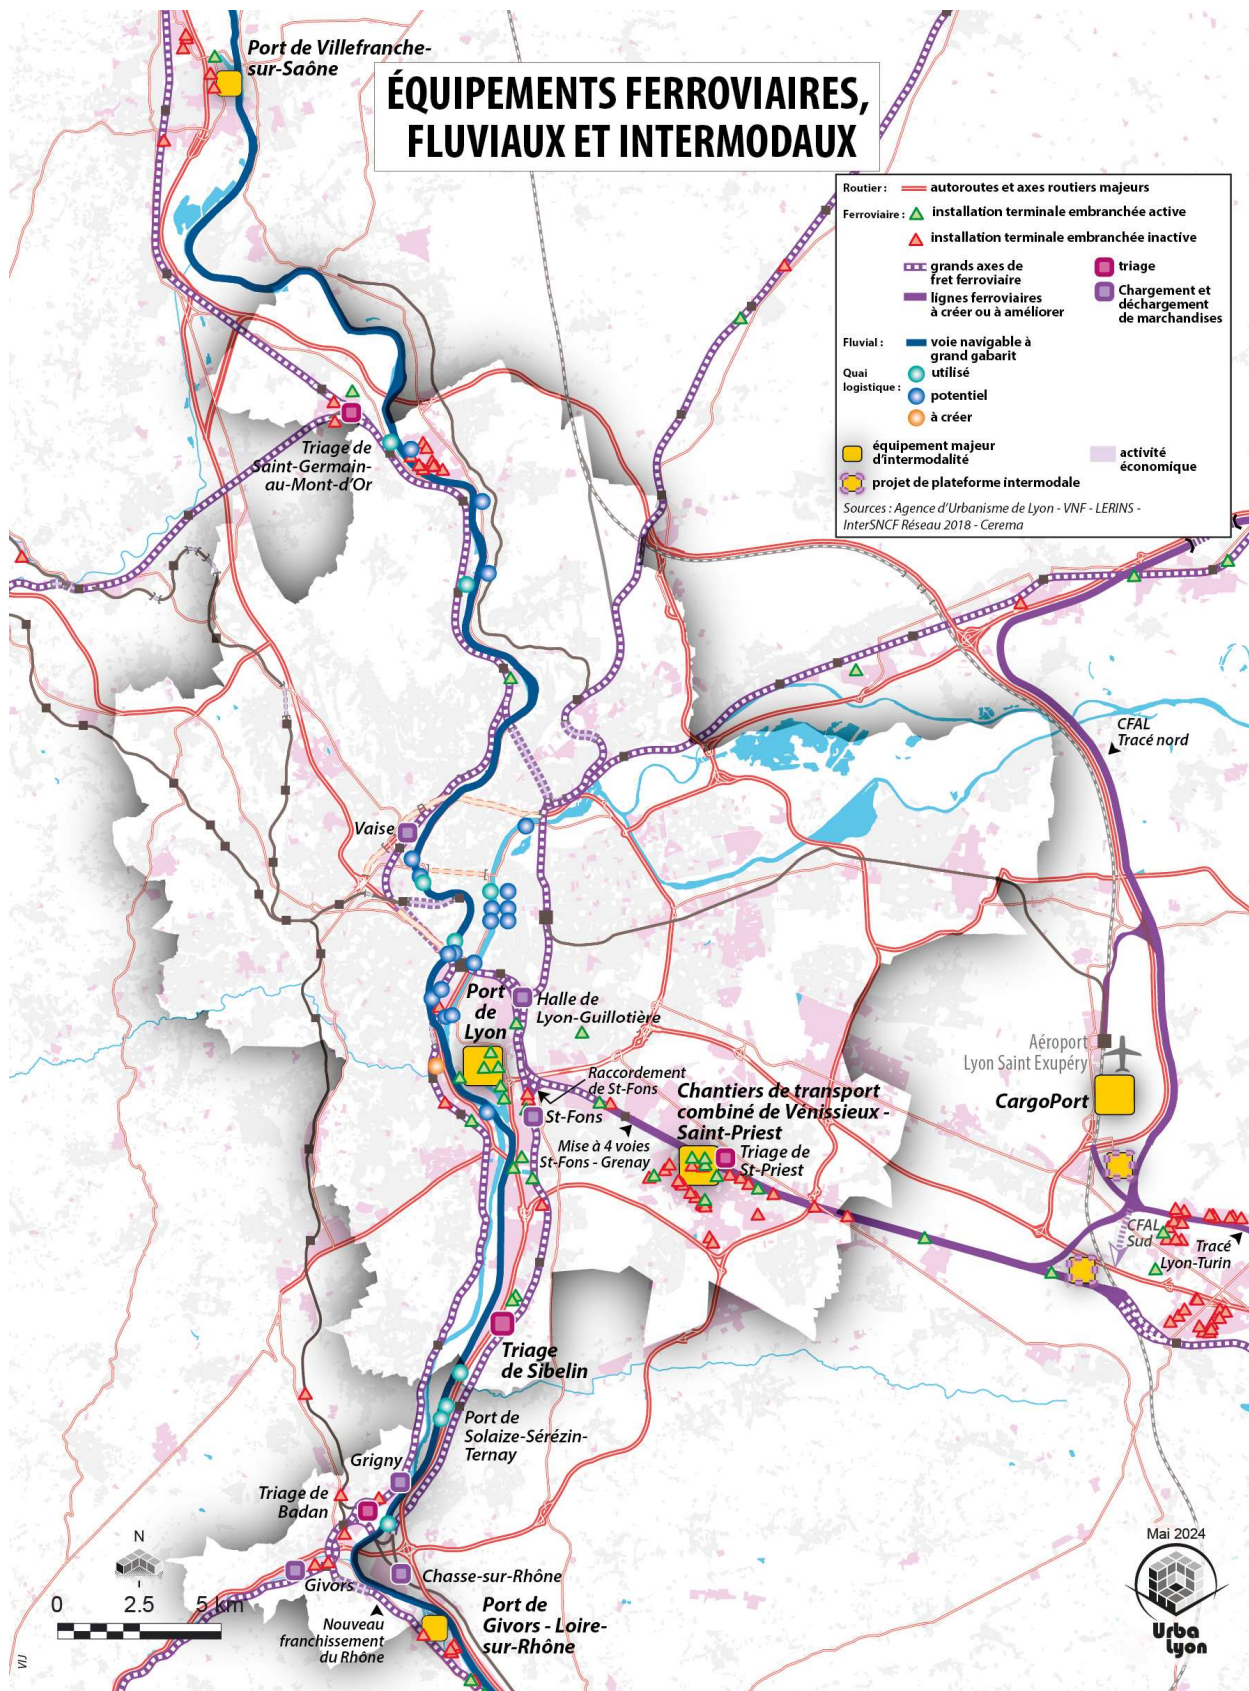 Port de Villefranche-
sur-Saône
ÉQUIPEMENTS FERROVIAIRES,
FLUVIAUX ET INTERMODAUX
Routier :
autoroutes et axes routiers majeurs
Ferroviaire :
installation terminale embranchée active
installation terminale embranchée inactive
grands axes de
fret ferroviaire
lignes ferroviaires
à créer ou à améliorer
triage
Chargement et
déchargement
de marchandises
Fluvial :
voie navigable à
grand gabarit
Quai
logistique :
utilisé
potentiel
à créer
équipement majeur
d'intermodalité
projet de plateforme intermodale
activité
économique
Sources : Agence d'Urbanisme de Lyon - VNF - LERINS -
InterSNCF Réseau 2018 - Cerema
Triage de
Saint-Germain-
au-Mont-d'Or
CFAL
Tracé nord
Vaise
Port
de
Lyon
Halle de
Lyon-Guillotière
Aéroport
Lyon Saint Exupéry
CargoPort
Raccordement
de St-Fons
St-Fons
Mise à 4 voies
St-Fons - Grenay
Chantiers de transport
combiné de Vénissieux -
Saint-Priest
Triage de
St-Priest
CFAL
Sud
Tracé
Lyon-Turin
Triage
de Sibelin
Port de
Solaize-Sérézin-
Ternay
Grigny
Triage de
Badan
Givors
Chasse-sur-Rhône
Nouveau
franchissement
du Rhône
Port de
Givors - Loire-
sur-Rhône
N
0 2.5 5 km
VIJ
Mai 2024
Urba
Lyon